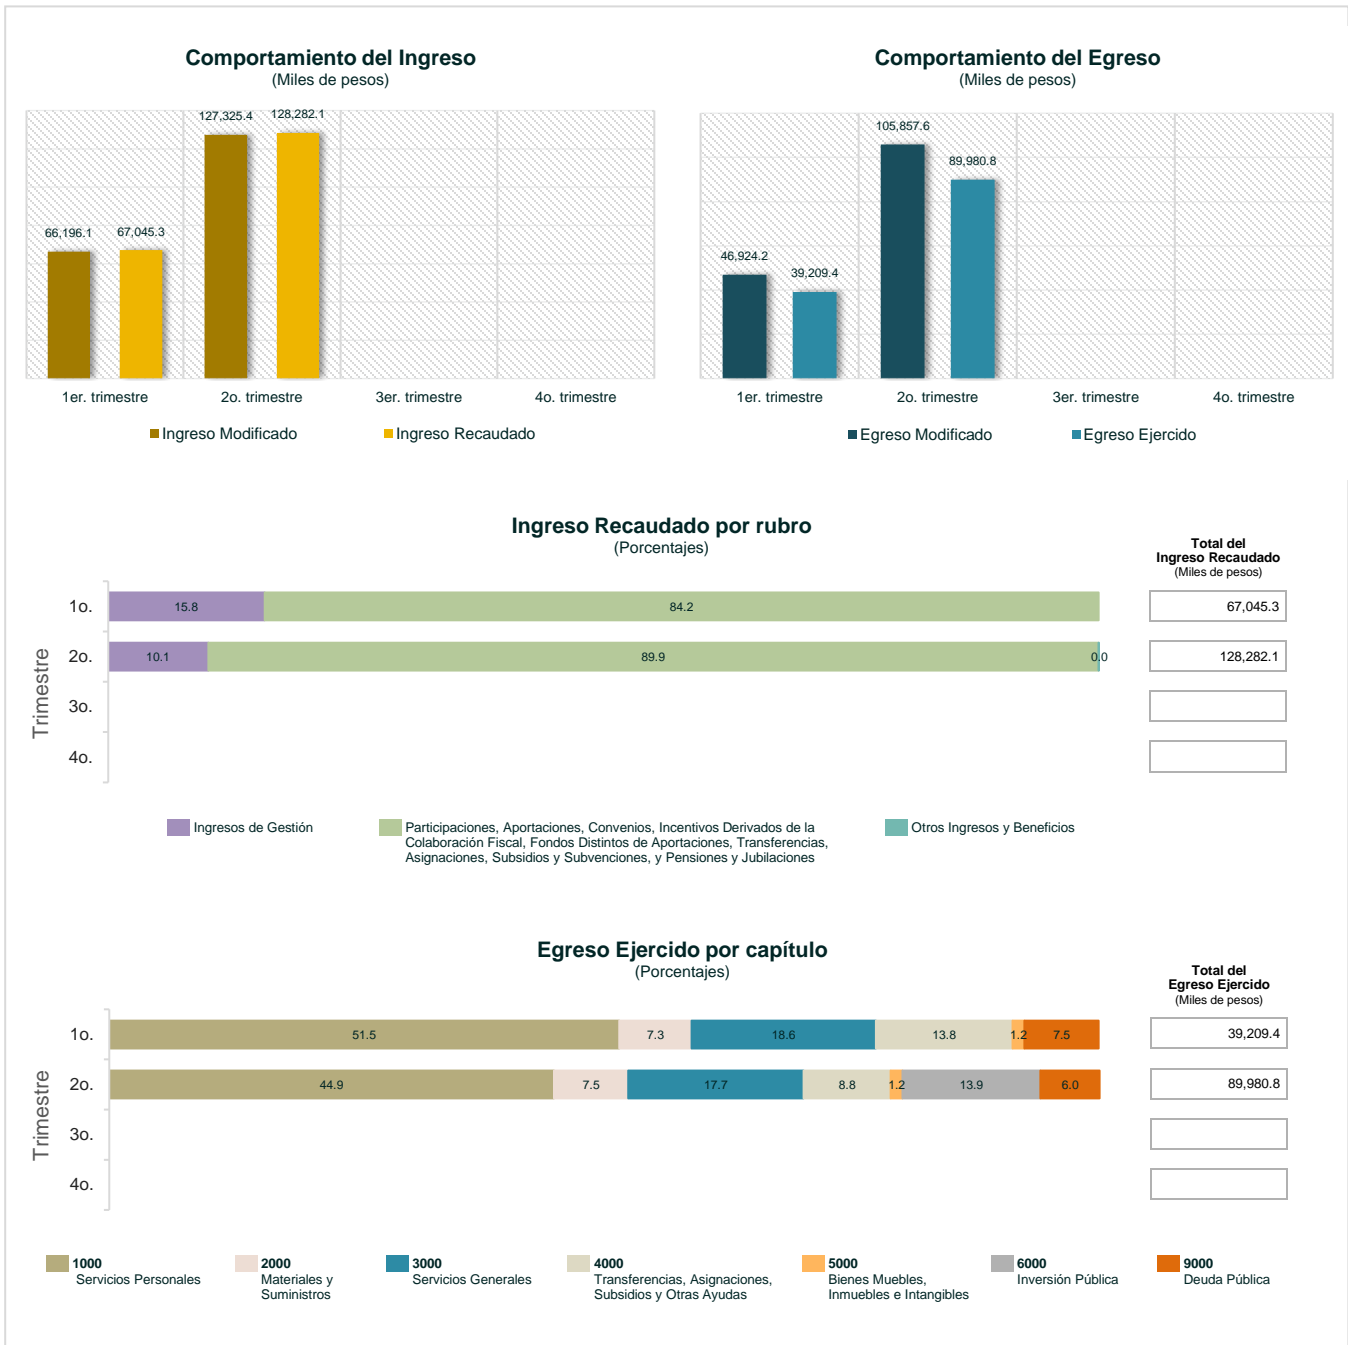 Comportamiento del Ingreso
(Miles de pesos)
127,325.4
128,282.1
66,196.1
67,045.3
1er. trimestre
2o. trimestre
3er. trimestre
4o. trimestre
Ingreso Modificado
Ingreso Recaudado
Comportamiento del Egreso
(Miles de pesos)
105,857.6
89,980.8
46,924.2
39,209.4
1er. trimestre
2o. trimestre
3er. trimestre
4o. trimestre
Egreso Modificado
Egreso Ejercido
Ingreso Recaudado por rubro
(Porcentajes)
Total del
Ingreso Recaudado
(Miles de pesos)
Trimestre
1o.
15.8
84.2
67,045.3
2o.
10.1
89.9
0.0
128,282.1
3o.
4o.
Ingresos de Gestión
Participaciones, Aportaciones, Convenios, Incentivos Derivados de la
Colaboración Fiscal, Fondos Distintos de Aportaciones, Transferencias,
Asignaciones, Subsidios y Subvenciones, y Pensiones y Jubilaciones
Otros Ingresos y Beneficios
Egreso Ejercido por capítulo
(Porcentajes)
Total del
Egreso Ejercido
(Miles de pesos)
Trimestre
1o.
51.5
7.3
18.6
13.8
1.2
7.5
39,209.4
2o.
44.9
7.5
17.7
8.8
1.2
13.9
6.0
89,980.8
3o.
4o.
1000
Servicios Personales
2000
Materiales y
Suministros
3000
Servicios Generales
4000
Transferencias, Asignaciones,
Subsidios y Otras Ayudas
5000
Bienes Muebles,
Inmuebles e Intangibles
6000
Inversión Pública
9000
Deuda Pública